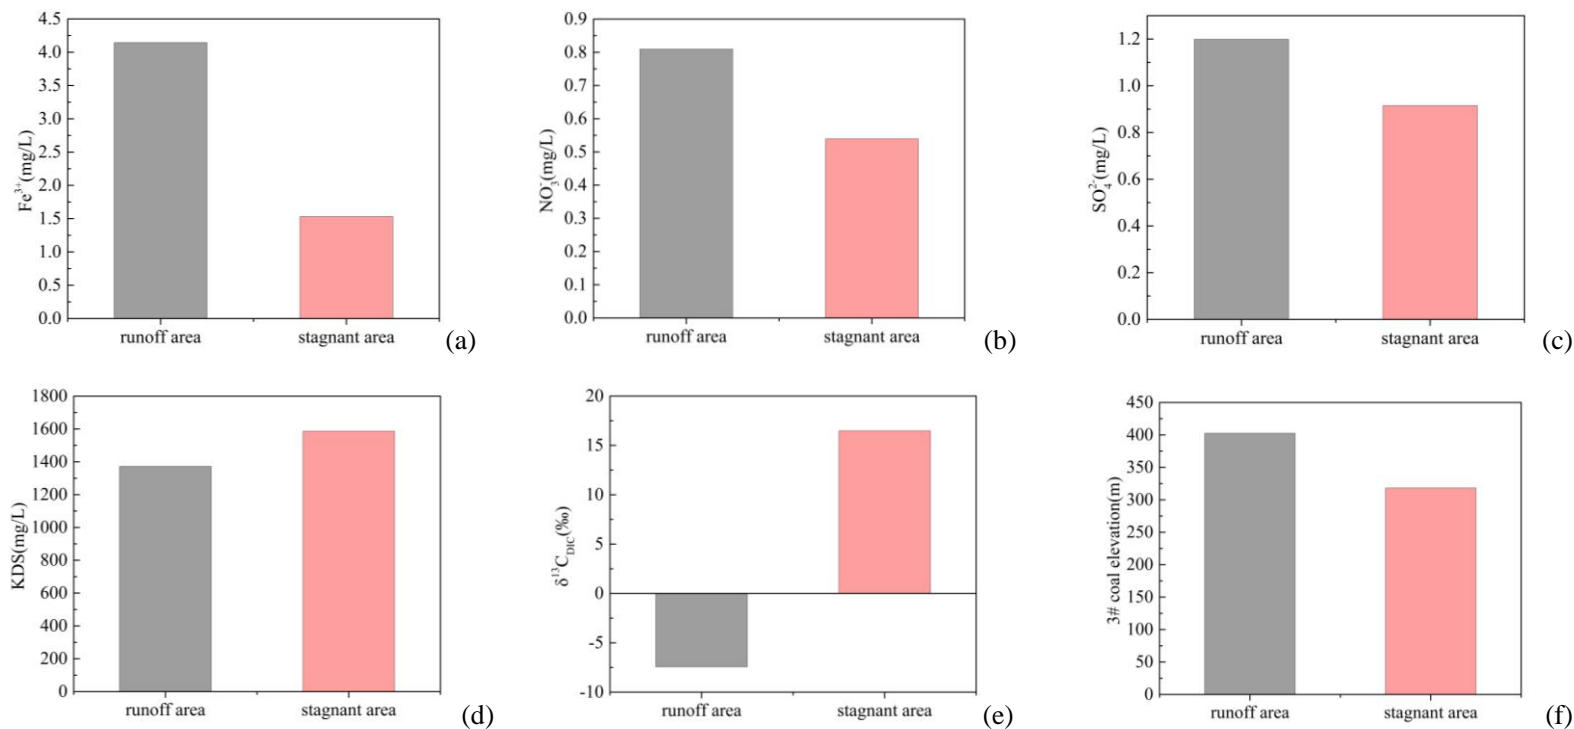 4.5
4.0
3.5
3.0
2.5
2.0
1.5
1.0
0.5
0.0
Fe³⁺(mg/L)
runoff area
stagnant area
(a)
0.9
0.8
0.7
0.6
0.5
0.4
0.3
0.2
0.1
0.0
NO₃⁻(mg/L)
runoff area
stagnant area
(b)
1.2
1.0
0.8
0.6
0.4
0.2
0.0
SO₄²⁻(mg/L)
runoff area
stagnant area
(c)
1800
1600
1400
1200
1000
800
600
400
200
0
KDS(mg/L)
runoff area
stagnant area
(d)
20
15
10
5
0
-5
-10
δ¹³C_DIC(‰)
runoff area
stagnant area
(e)
450
400
350
300
250
200
150
100
50
0
3# coal elevation(m)
runoff area
stagnant area
(f)